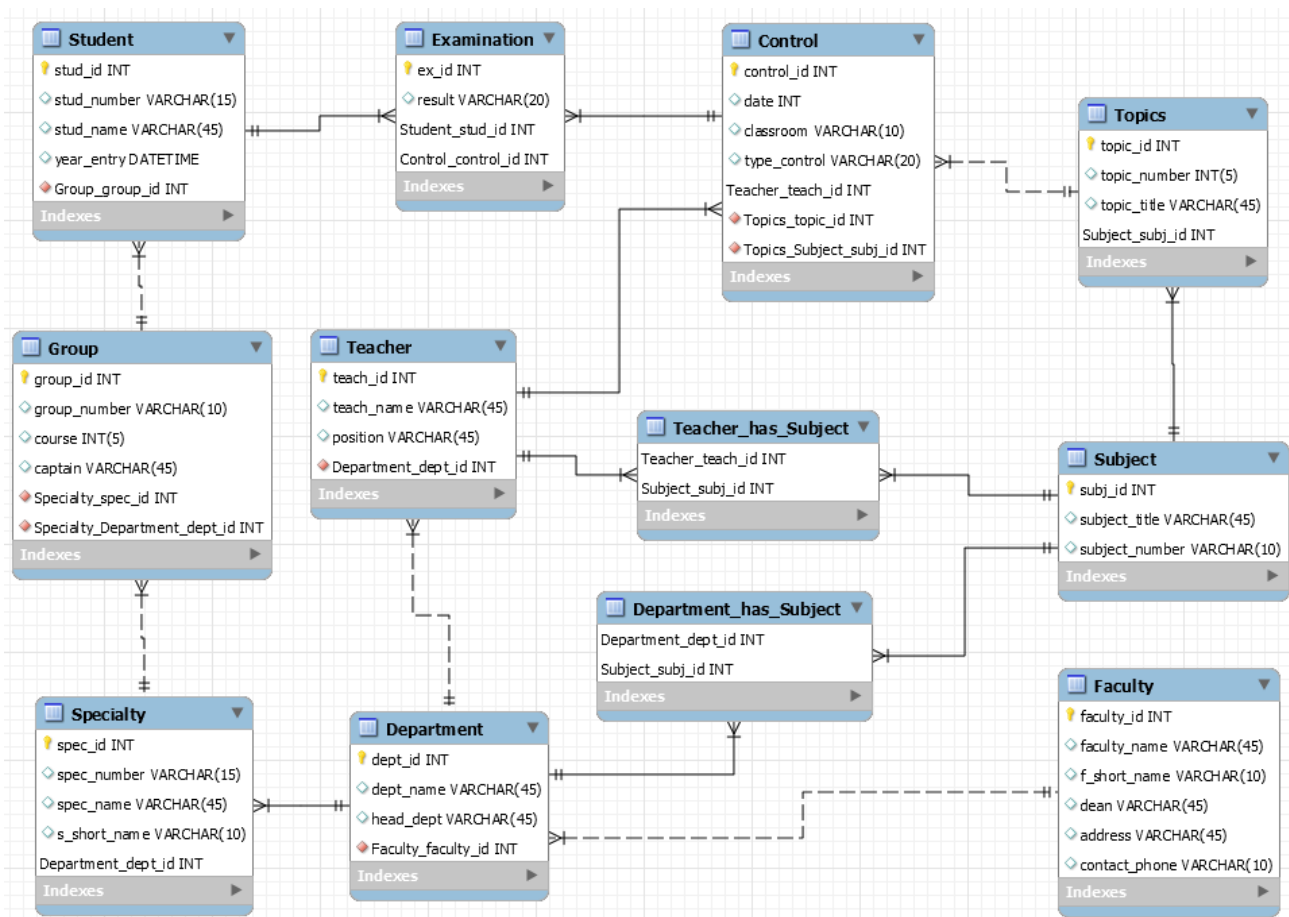 Student
stud_id INT
stud_number VARCHAR(15)
stud_name VARCHAR(45)
year_entry DATETIME
Group_group_id INT
Indexes
Examination
ex_id INT
result VARCHAR(20)
Student_stud_id INT
Control_control_id INT
Indexes
Control
control_id INT
date INT
classroom VARCHAR(10)
type_control VARCHAR(20)
Teacher_teach_id INT
Topics_topic_id INT
Topics_Subject_subj_id INT
Indexes
Topics
topic_id INT
topic_number INT(5)
topic_title VARCHAR(45)
Subject_subj_id INT
Indexes
Group
group_id INT
group_number VARCHAR(10)
course INT(5)
captain VARCHAR(45)
Specialty_spec_id INT
Specialty_Department_dept_id INT
Indexes
Teacher
teach_id INT
teach_name VARCHAR(45)
position VARCHAR(45)
Department_dept_id INT
Indexes
Teacher_has_Subject
Teacher_teach_id INT
Subject_subj_id INT
Indexes
Subject
subj_id INT
subject_title VARCHAR(45)
subject_number VARCHAR(10)
Indexes
Department_has_Subject
Department_dept_id INT
Subject_subj_id INT
Indexes
Specialty
spec_id INT
spec_number VARCHAR(15)
spec_name VARCHAR(45)
s_short_name VARCHAR(10)
Department_dept_id INT
Indexes
Department
dept_id INT
dept_name VARCHAR(45)
head_dept VARCHAR(45)
Faculty_faculty_id INT
Indexes
Faculty
faculty_id INT
faculty_name VARCHAR(45)
f_short_name VARCHAR(10)
dean VARCHAR(45)
address VARCHAR(45)
contact_phone VARCHAR(10)
Indexes